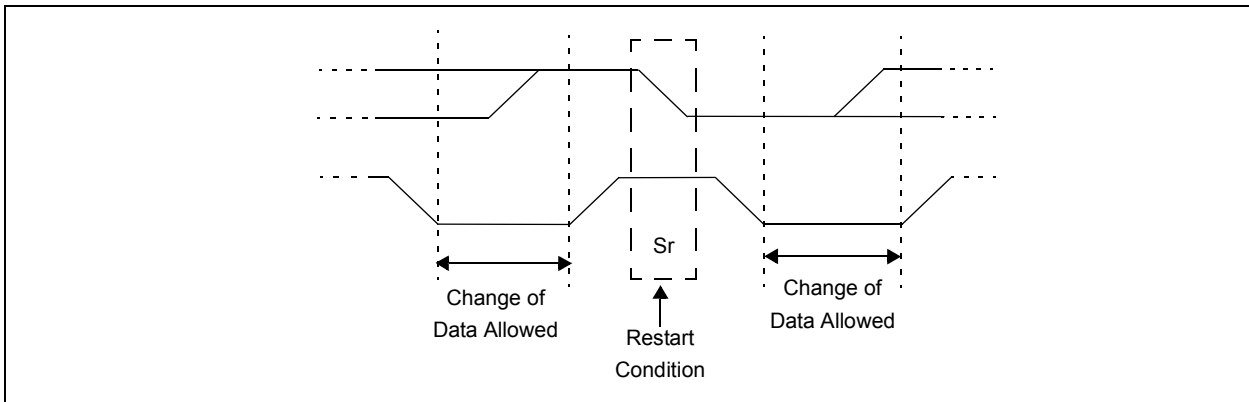 Sr
Change of
Data Allowed
Restart
Condition
Change of
Data Allowed